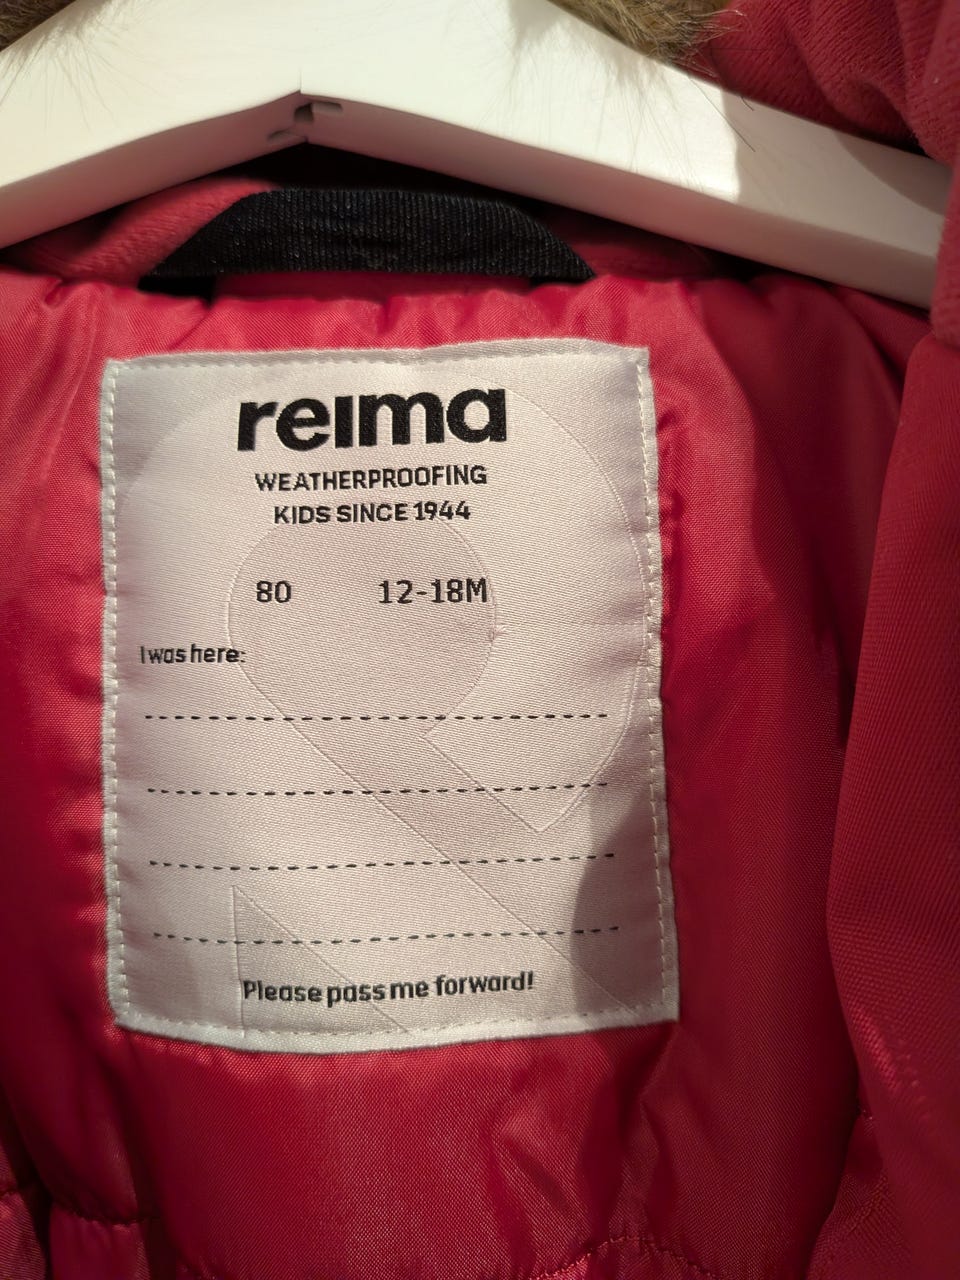 reima
WEATHERPROOFING
KIDS SINCE 1944
80 12-18M
I was here:
Please pass me forward!